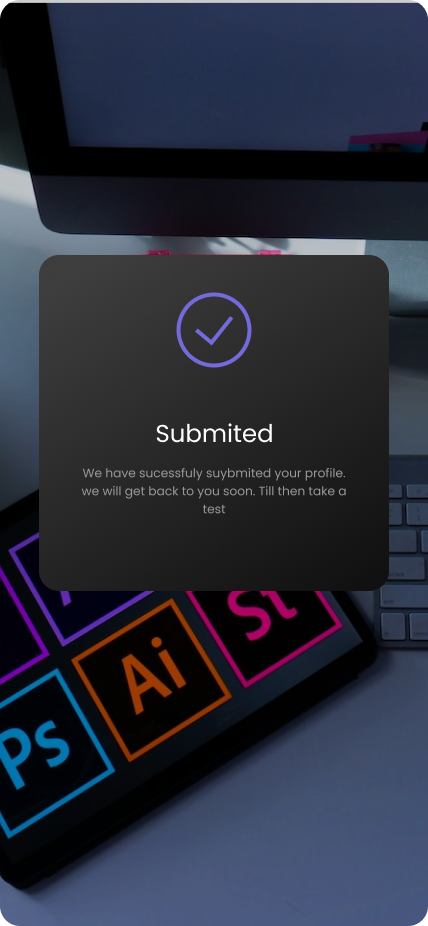 Submited
We have sucessfuly suybmited your profile.
we will get back to you soon. Till then take a
test
St
Ai
Ps